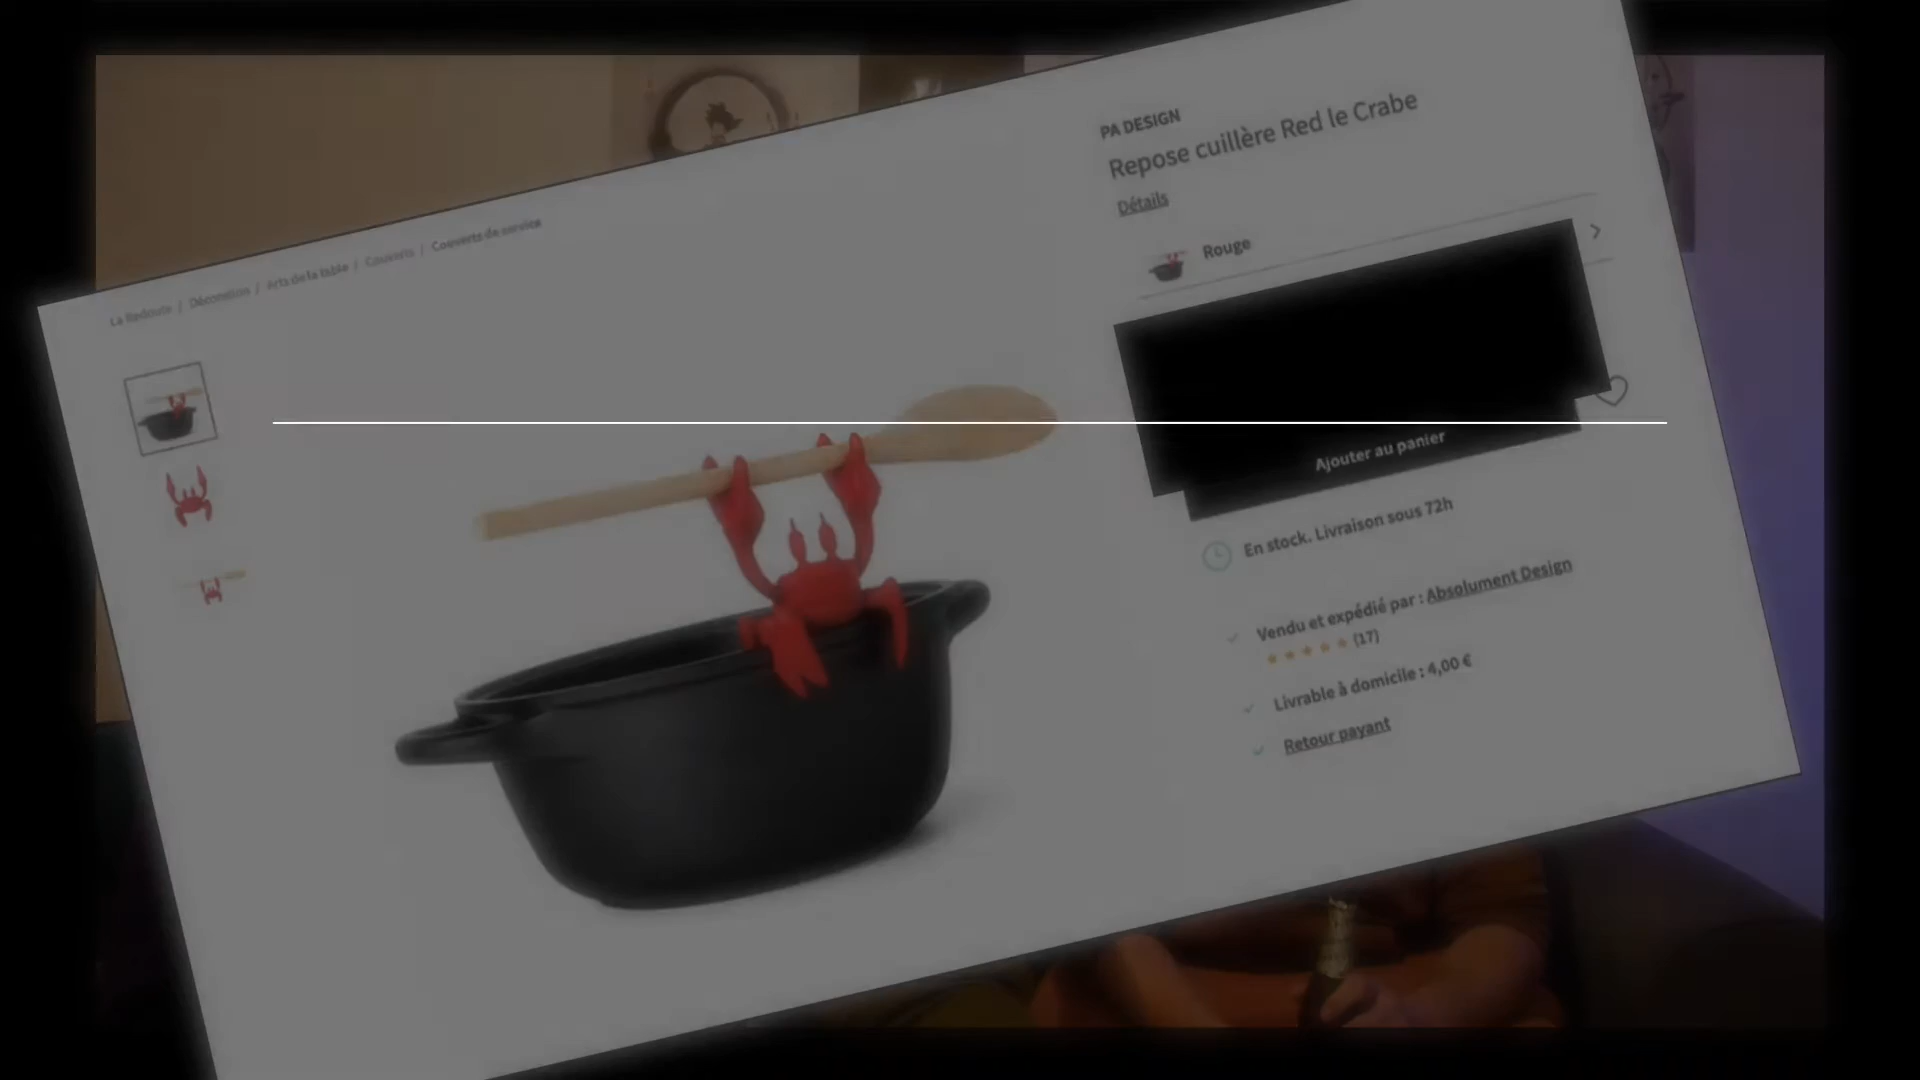 PA DESIGN
Repose cuillère Red le Crabe
Détails
La Redoute / Décoration / Arts de la table / Couverts / Couverts de service
Rouge
Ajouter au panier
En stock. Livraison sous 72h
Vendu et expédié par : Absolument Design
(17)
Livrable à domicile : 4,00 €
Retour payant